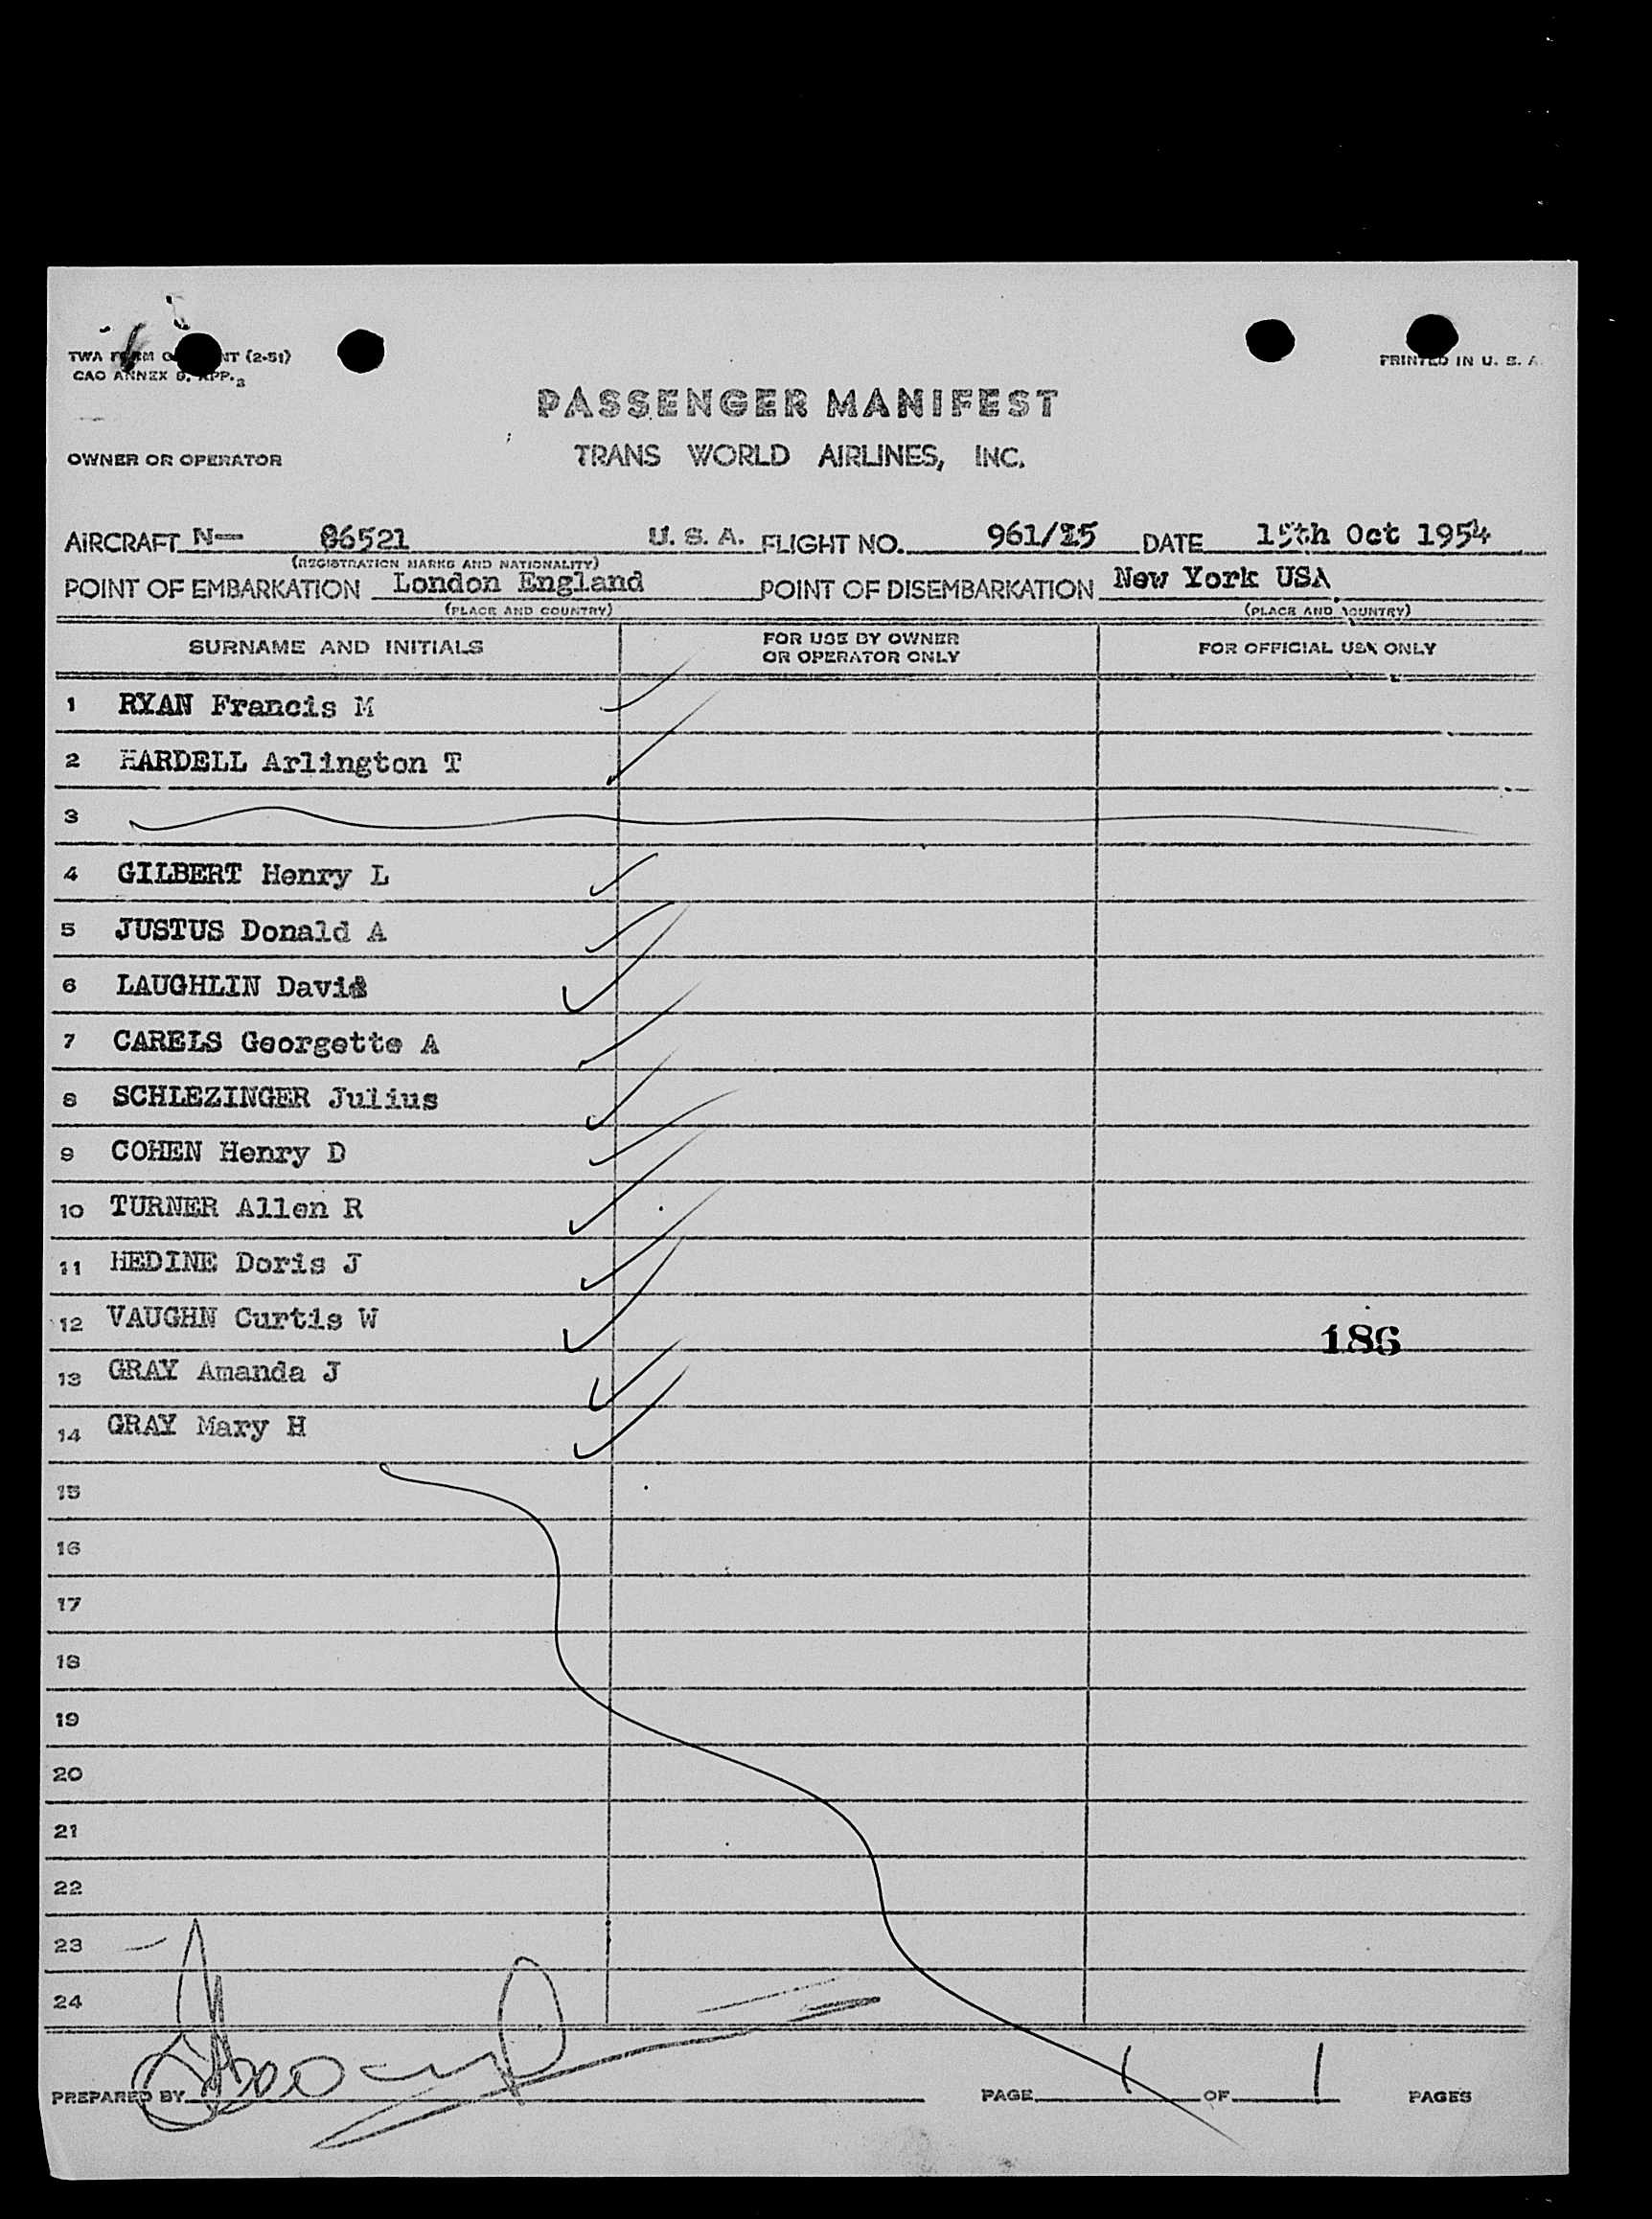 TWA FORM NT (2-51)
PRINTED IN U. S. A.
CAO ANNEX 9, APP. 3
PASSENGER MANIFEST
OWNER OR OPERATOR TRANS WORLD AIRLINES, INC.
AIRCRAFT N— 86521 U. S. A. FLIGHT NO. 961/15 DATE 15th Oct 1954
(REGISTRATION MARKS AND NATIONALITY)
POINT OF EMBARKATION London England POINT OF DISEMBARKATION New York USA
(PLACE AND COUNTRY) (PLACE AND COUNTRY)
SURNAME AND INITIALS FOR USE BY OWNER OR OPERATOR ONLY FOR OFFICIAL USE ONLY
1 RYAN Francis M
2 HARDELL Arlington T
3
4 GILBERT Henry L
5 JUSTUS Donald A
6 LAUGHLIN David
7 CARELS Georgette A
8 SCHLEZINGER Julius
9 COHEN Henry D
10 TURNER Allen R
11 HEDINE Doris J
12 VAUGHN Curtis W 186
13 GRAY Amanda J
14 GRAY Mary H
15
16
17
18
19
20
21
22
23
24
PREPARED BY PAGE 1 OF 1 PAGES